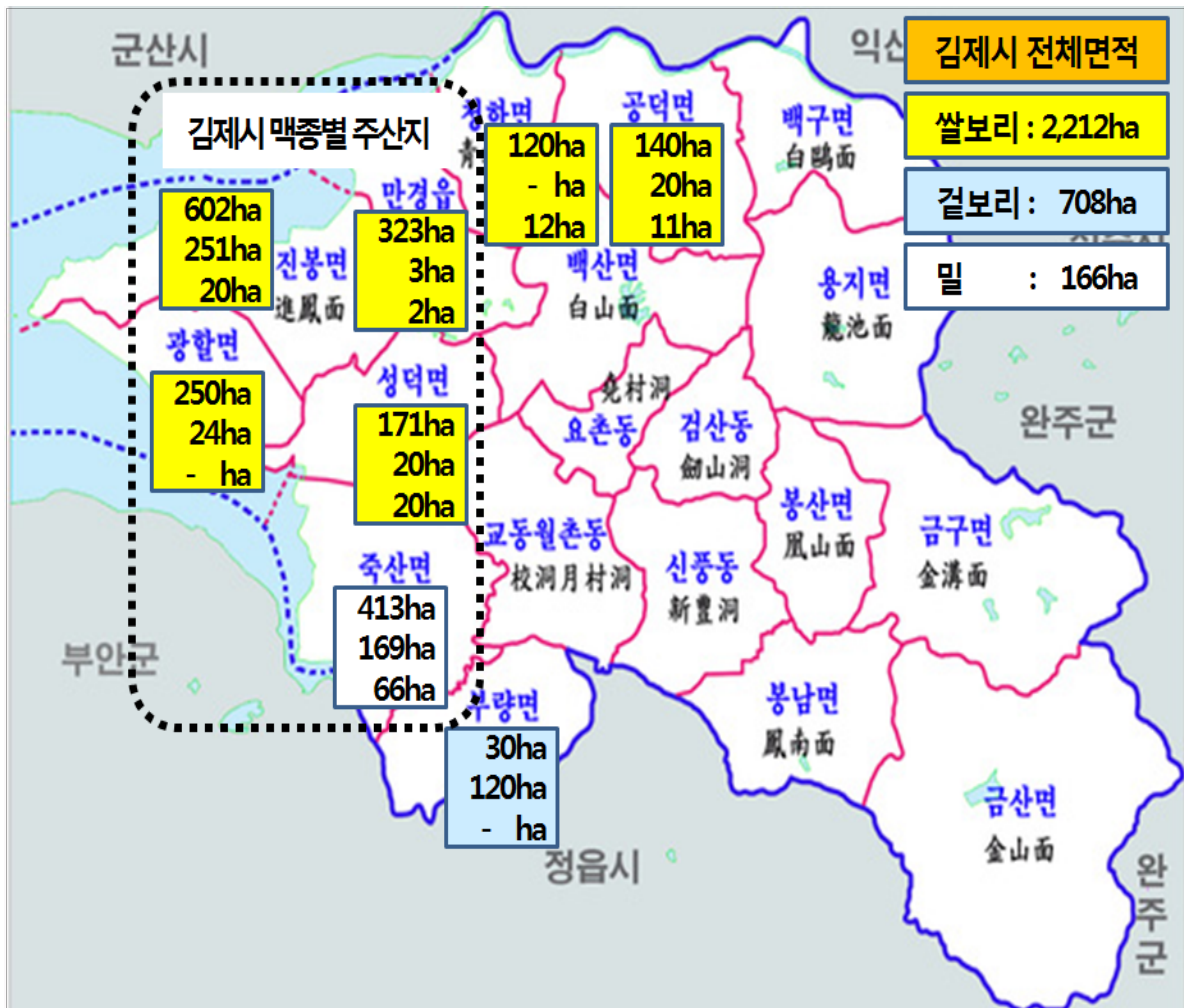 군산시
익산
김제시 전체면적
쌀보리 : 2,212ha
겉보리 : 708ha
밀 : 166ha
김제시 맥종별 주산지
청하면
120ha
- ha
12ha
공덕면
140ha
20ha
11ha
백구면
白鷗面
만경읍
323ha
3ha
2ha
602ha
251ha
20ha
진봉면
進鳳面
백산면
白山面
용지면
龍池面
광할면
250ha
24ha
- ha
성덕면
171ha
20ha
20ha
堯村洞
요촌동
검산동
劒山洞
완주군
교동월촌동
校洞月村洞
신풍동
新豊洞
봉산면
凰山面
금구면
金溝面
죽산면
413ha
169ha
66ha
부안군
부량면
30ha
120ha
- ha
봉남면
鳳南面
금산면
金山面
정읍시
완주군